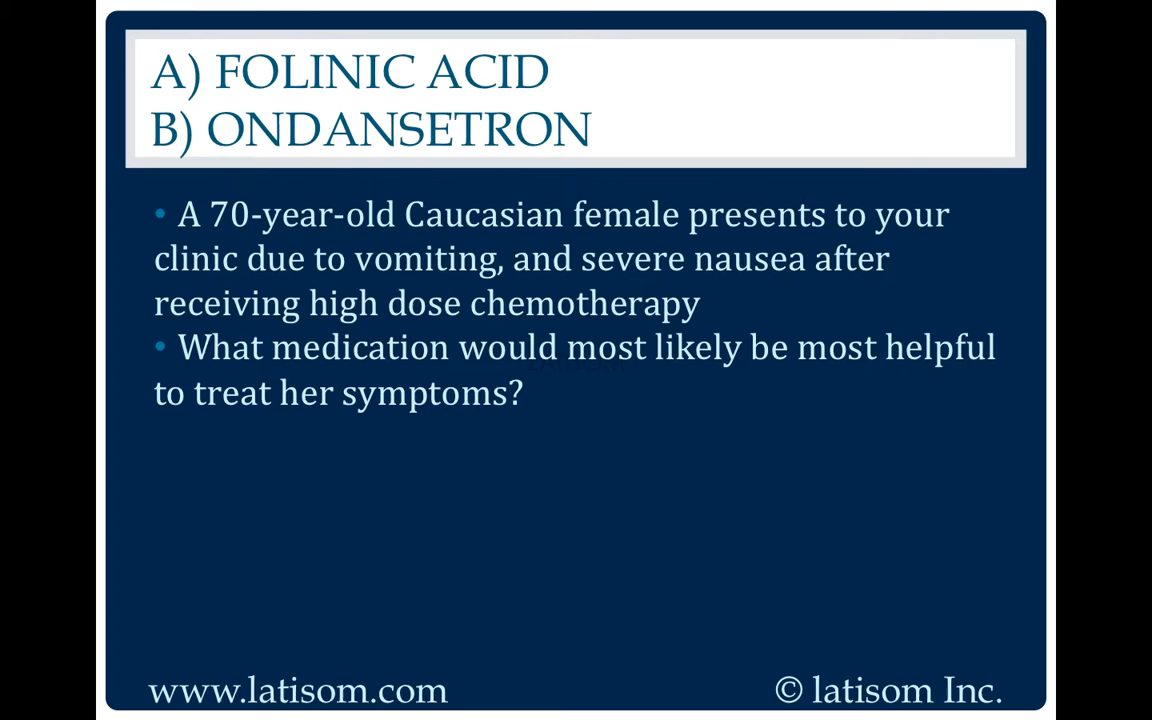 A) FOLINIC ACID
B) ONDANSETRON
• A 70-year-old Caucasian female presents to your
clinic due to vomiting, and severe nausea after
receiving high dose chemotherapy
• What medication would most likely be most helpful
to treat her symptoms?
www.latisom.com
© latisom Inc.